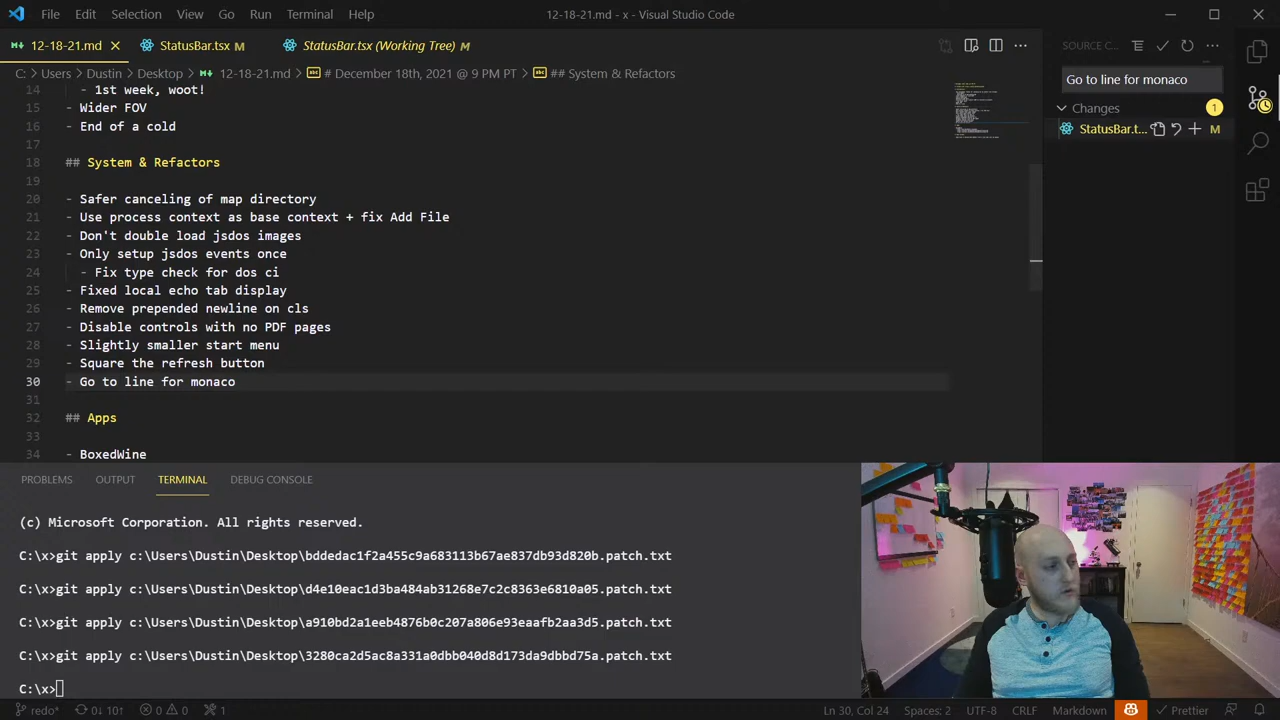 File Edit Selection View Go Run Terminal Help
12-18-21.md - x - Visual Studio Code
12-18-21.md
StatusBar.tsx M
StatusBar.tsx (Working Tree) M
C: > Users > Dustin > Desktop > 12-18-21.md > # December 18th, 2021 @ 9 PM PT > ## System & Refactors
14 - 1st week, woot!
15 - Wider FOV
16 - End of a cold
17
18 ## System & Refactors
19
20 - Safer canceling of map directory
21 - Use process context as base context + fix Add File
22 - Don't double load jsdos images
23 - Only setup jsdos events once
24 - Fix type check for dos ci
25 - Fixed local echo tab display
26 - Remove prepended newline on cls
27 - Disable controls with no PDF pages
28 - Slightly smaller start menu
29 - Square the refresh button
30 - Go to line for monaco
31
32 ## Apps
33
34 - BoxedWine
SOURCE C...
Go to line for monaco
Changes 1
StatusBar.t... M
PROBLEMS OUTPUT TERMINAL DEBUG CONSOLE
(c) Microsoft Corporation. All rights reserved.
C:\x>git apply c:\Users\Dustin\Desktop\bddedac1f2a455c9a683113b67ae837db93d820b.patch.txt
C:\x>git apply c:\Users\Dustin\Desktop\d4e10eac1d3ba484ab31268e7c2c8363e6810a05.patch.txt
C:\x>git apply c:\Users\Dustin\Desktop\a910bd2a1eeb4876b0c207a806e93eaafb2aa3d5.patch.txt
C:\x>git apply c:\Users\Dustin\Desktop\3280ca2d5ac8a331a0dbb040d8d173da9dbbd75a.patch.txt
C:\x>
redo* 0↓ 10↑ 0 0 1
Ln 30, Col 24 Spaces: 2 UTF-8 CRLF Markdown Prettier